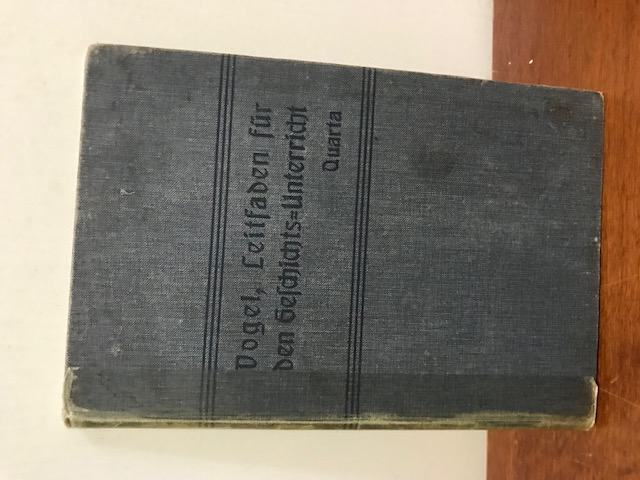 Vogel, Leitfaden für
den Geschichts=Unterricht
Quarta